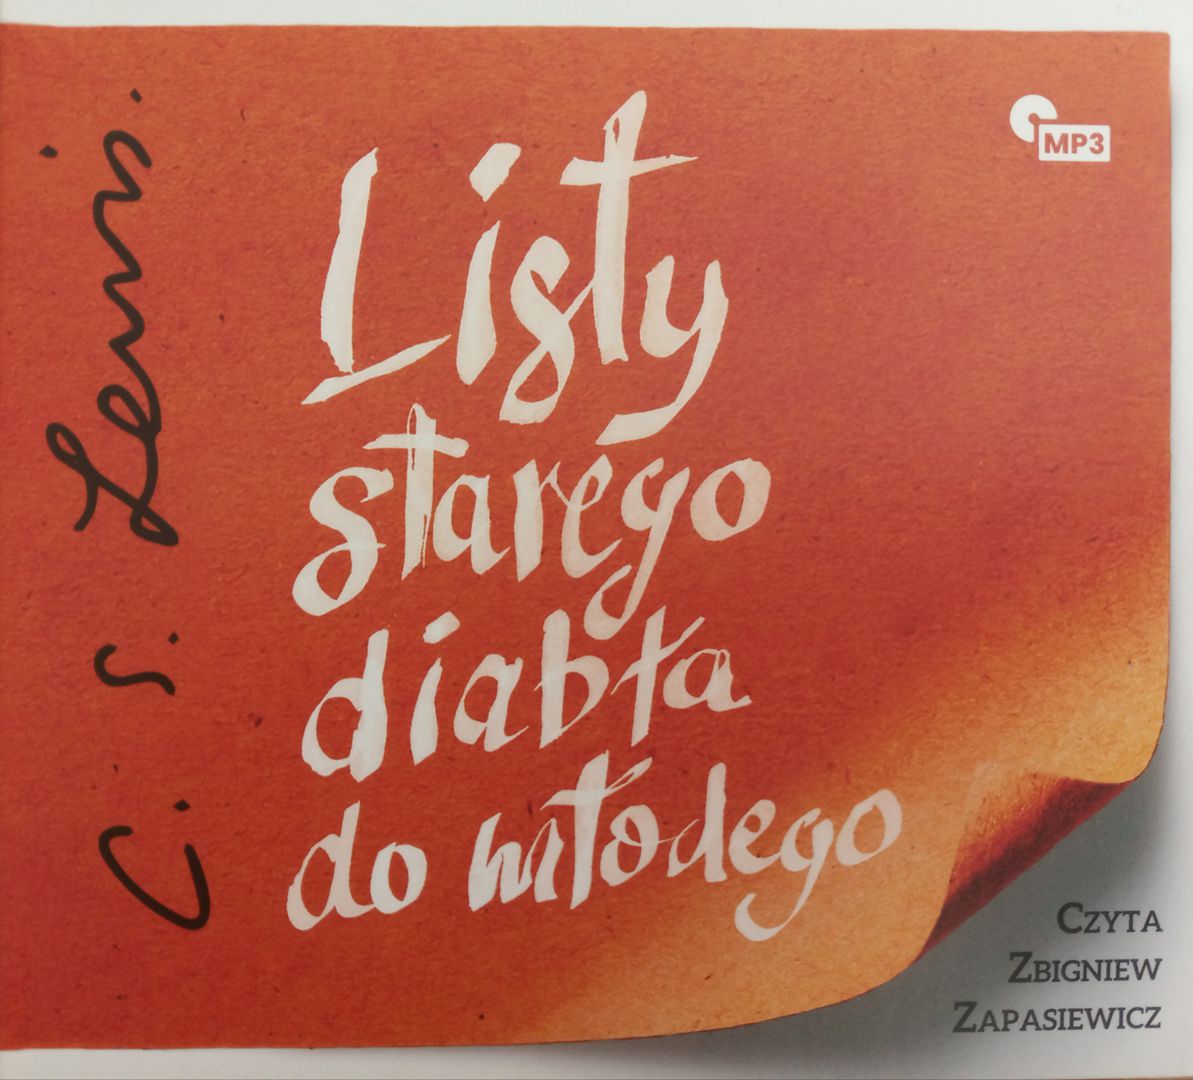 C. S. Lewis.
Listy
starego
diabła
do młodego
MP3
CZYTA
ZBIGNIEW
ZAPASIEWICZ